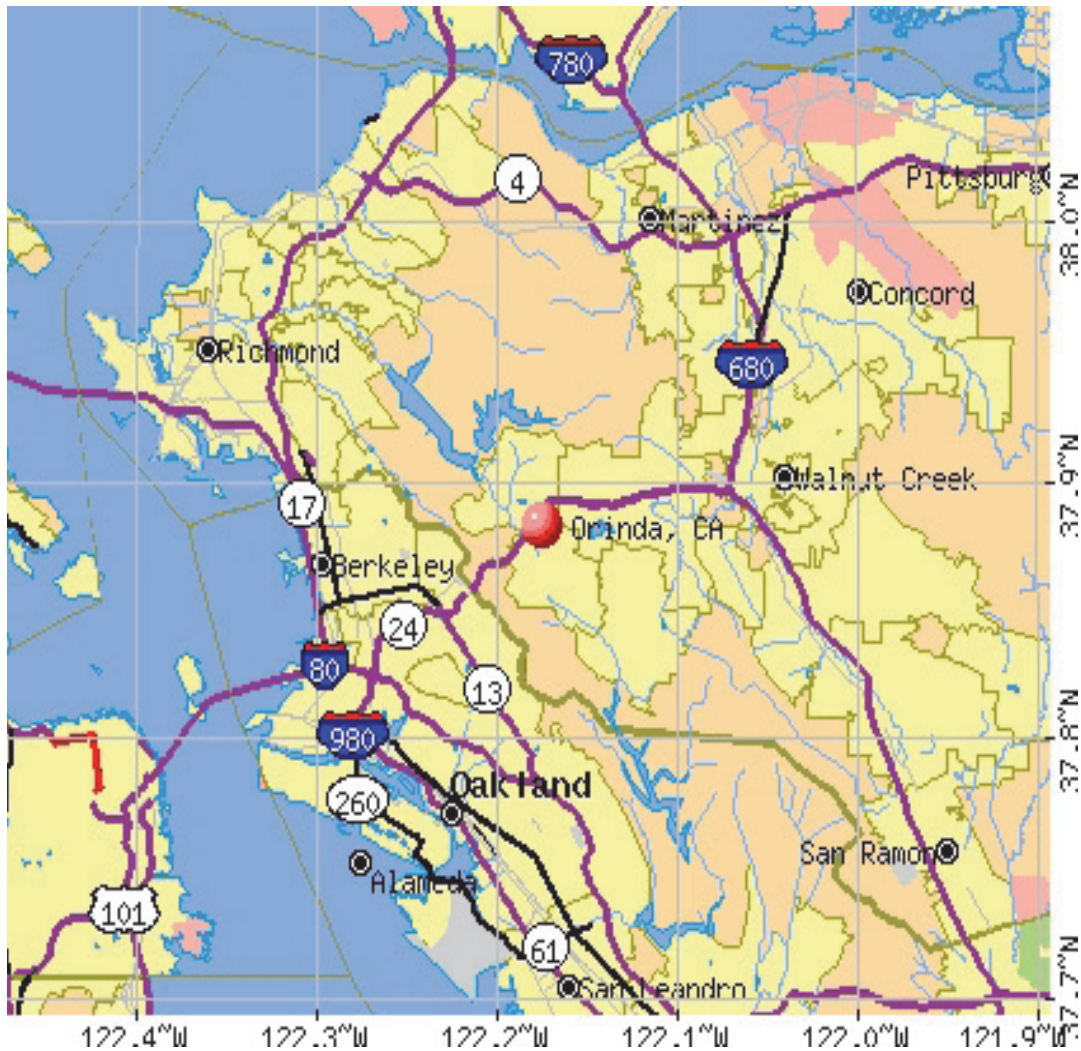 780
4
Pittsburg
Martinez
38.0°N
Concord
Richmond
680
Walnut Creek
37.9°N
17
Orinda, CA
Berkeley
24
80
13
980
37.8°N
Oakland
260
San Ramon
Alameda
101
61
San Leandro
37.7°N
122.4°W 122.3°W 122.2°W 122.1°W 122.0°W 121.9°W